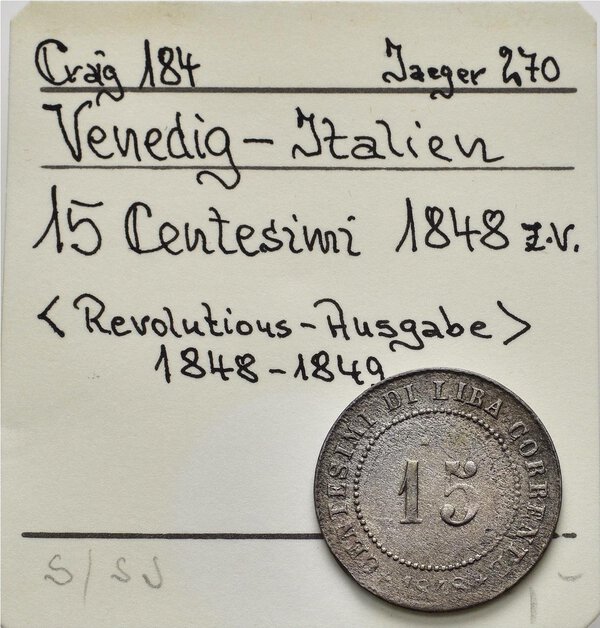 Craig 184 Jaeger 270
Venedig - Italien
15 Centesimi 1848 z.V.
<Revolutions-Ausgabe>
1848-1849
CENTESIMI DI LIRA CORRENTE
15
1848
S/SS